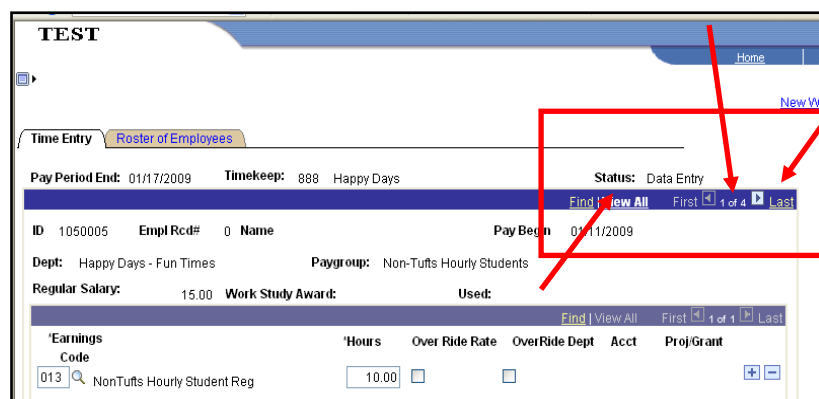 TEST
Home
New W
Time Entry Roster of Employees
Pay Period End: 01/17/2009 Timekeep: 888 Happy Days Status: Data Entry
Find | View All First 1 of 4 Last
ID 1050005 Empl Rcd# 0 Name Pay Begin 01/11/2009
Dept: Happy Days - Fun Times Paygroup: Non-Tufts Hourly Students
Regular Salary: 15.00 Work Study Award: Used:
Find | View All First 1 of 1 Last
*Earnings Code *Hours Over Ride Rate OverRide Dept Acct Proj/Grant
013 NonTufts Hourly Student Reg 10.00